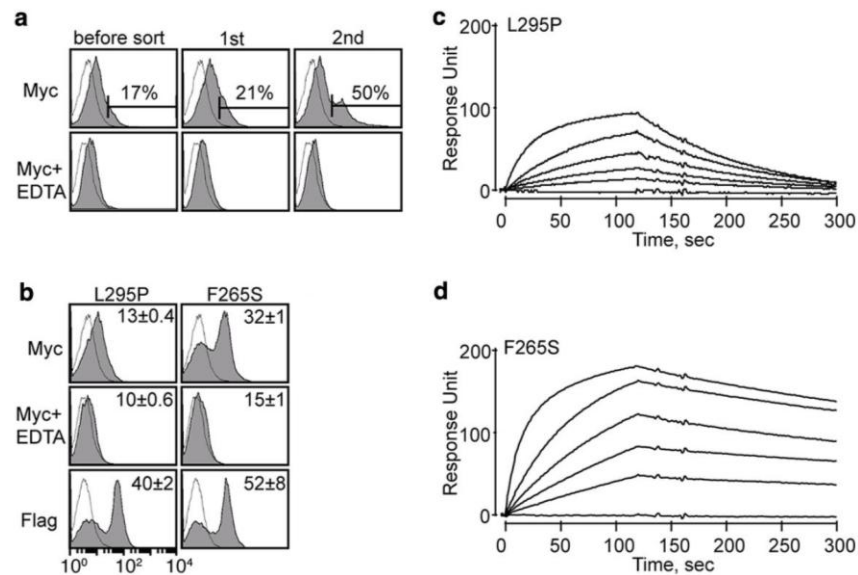 a
before sort 1st 2nd
Myc 17% 21% 50%
Myc+
EDTA
b
L295P F265S
Myc 13±0.4 32±1
Myc+
EDTA 10±0.6 15±1
Flag 40±2 52±8
10⁰ 10² 10⁴
c
L295P
Response Unit
200
100
0
0 50 100 150 200 250 300
Time, sec
d
F265S
Response Unit
200
100
0
0 50 100 150 200 250 300
Time, sec